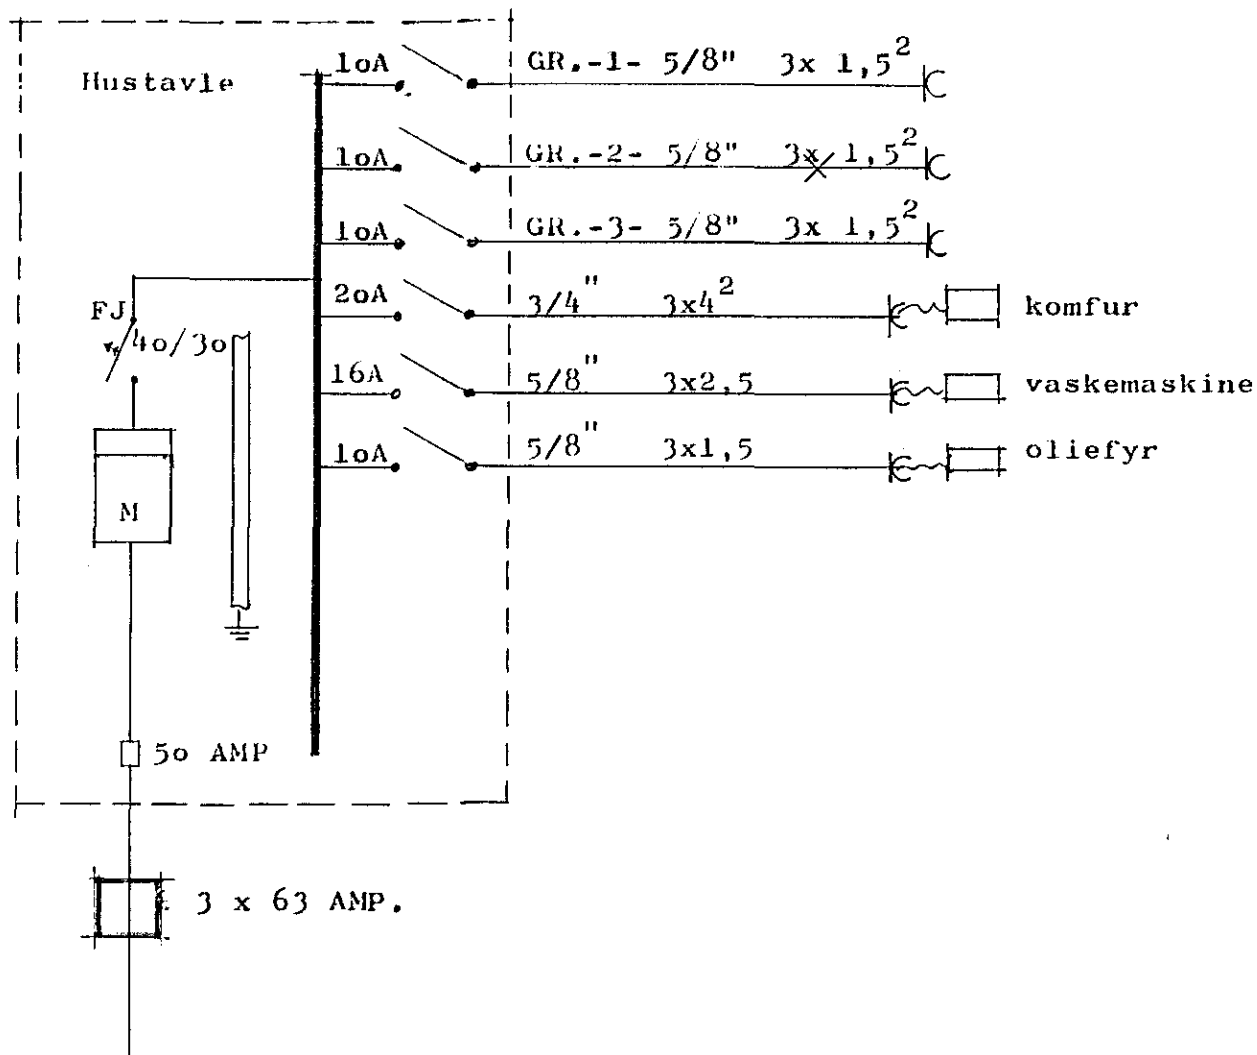 Hustavle
1oA GR.-1- 5/8" 3x 1,5²
1oA GR.-2- 5/8" 3x 1,5²
1oA GR.-3- 5/8" 3x 1,5²
2oA 3/4" 3x4² komfur
FJ
4o/3o
16A 5/8" 3x2,5 vaskemaskine
1oA 5/8" 3x1,5 oliefyr
M
5o AMP
3 x 63 AMP.